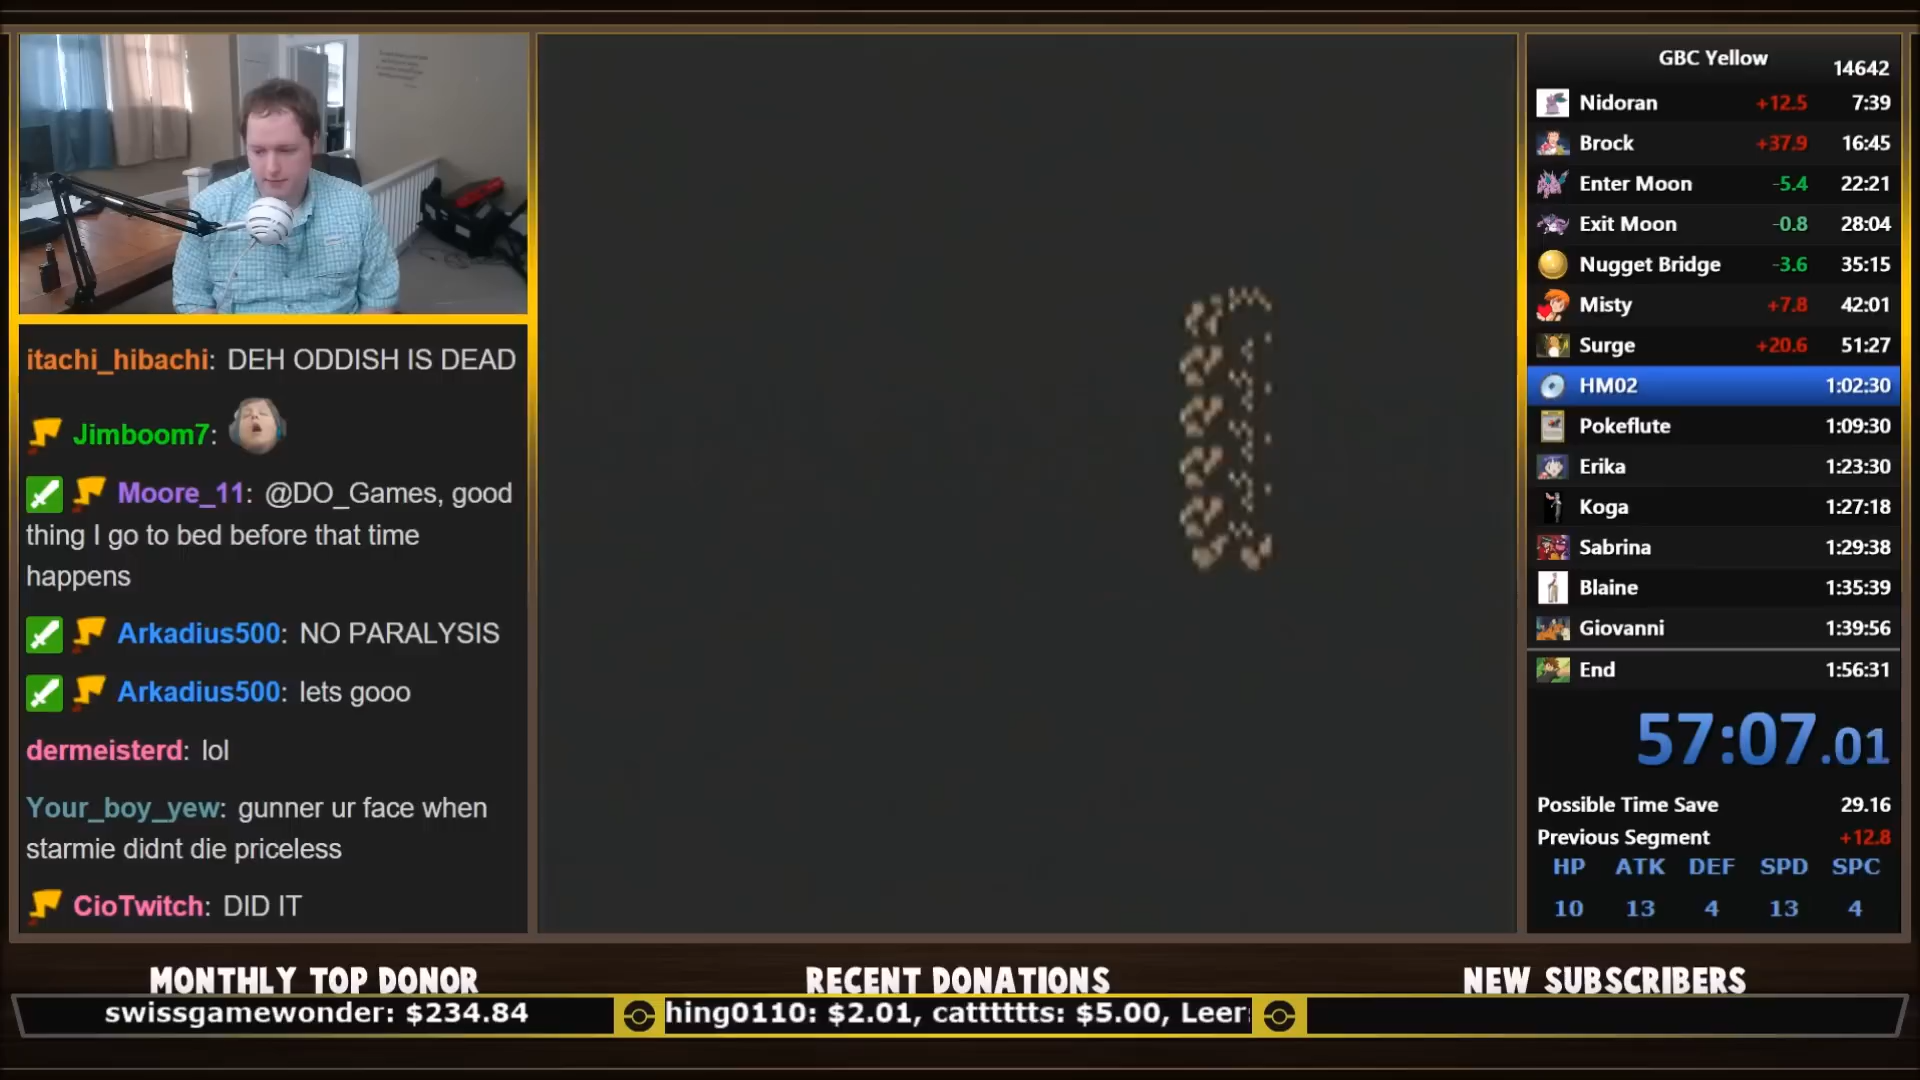 GBC Yellow
14642
Nidoran +12.5 7:39
Brock +37.9 16:45
Enter Moon -5.4 22:21
Exit Moon -0.8 28:04
Nugget Bridge -3.6 35:15
Misty +7.8 42:01
Surge +20.6 51:27
HM02 1:02:30
Pokeflute 1:09:30
Erika 1:23:30
Koga 1:27:18
Sabrina 1:29:38
Blaine 1:35:39
Giovanni 1:39:56
End 1:56:31
57:07.01
Possible Time Save 29.16
Previous Segment +12.8
HP ATK DEF SPD SPC
10 13 4 13 4
itachi_hibachi: DEH ODDISH IS DEAD
Jimboom7:
Moore_11: @DO_Games, good
thing I go to bed before that time
happens
Arkadius500: NO PARALYSIS
Arkadius500: lets gooo
dermeisterd: lol
Your_boy_yew: gunner ur face when
starmie didnt die priceless
CioTwitch: DID IT
MONTHLY TOP DONOR
swissgamewonder: $234.84
RECENT DONATIONS
hing0110: $2.01, catttttts: $5.00, Leer
NEW SUBSCRIBERS